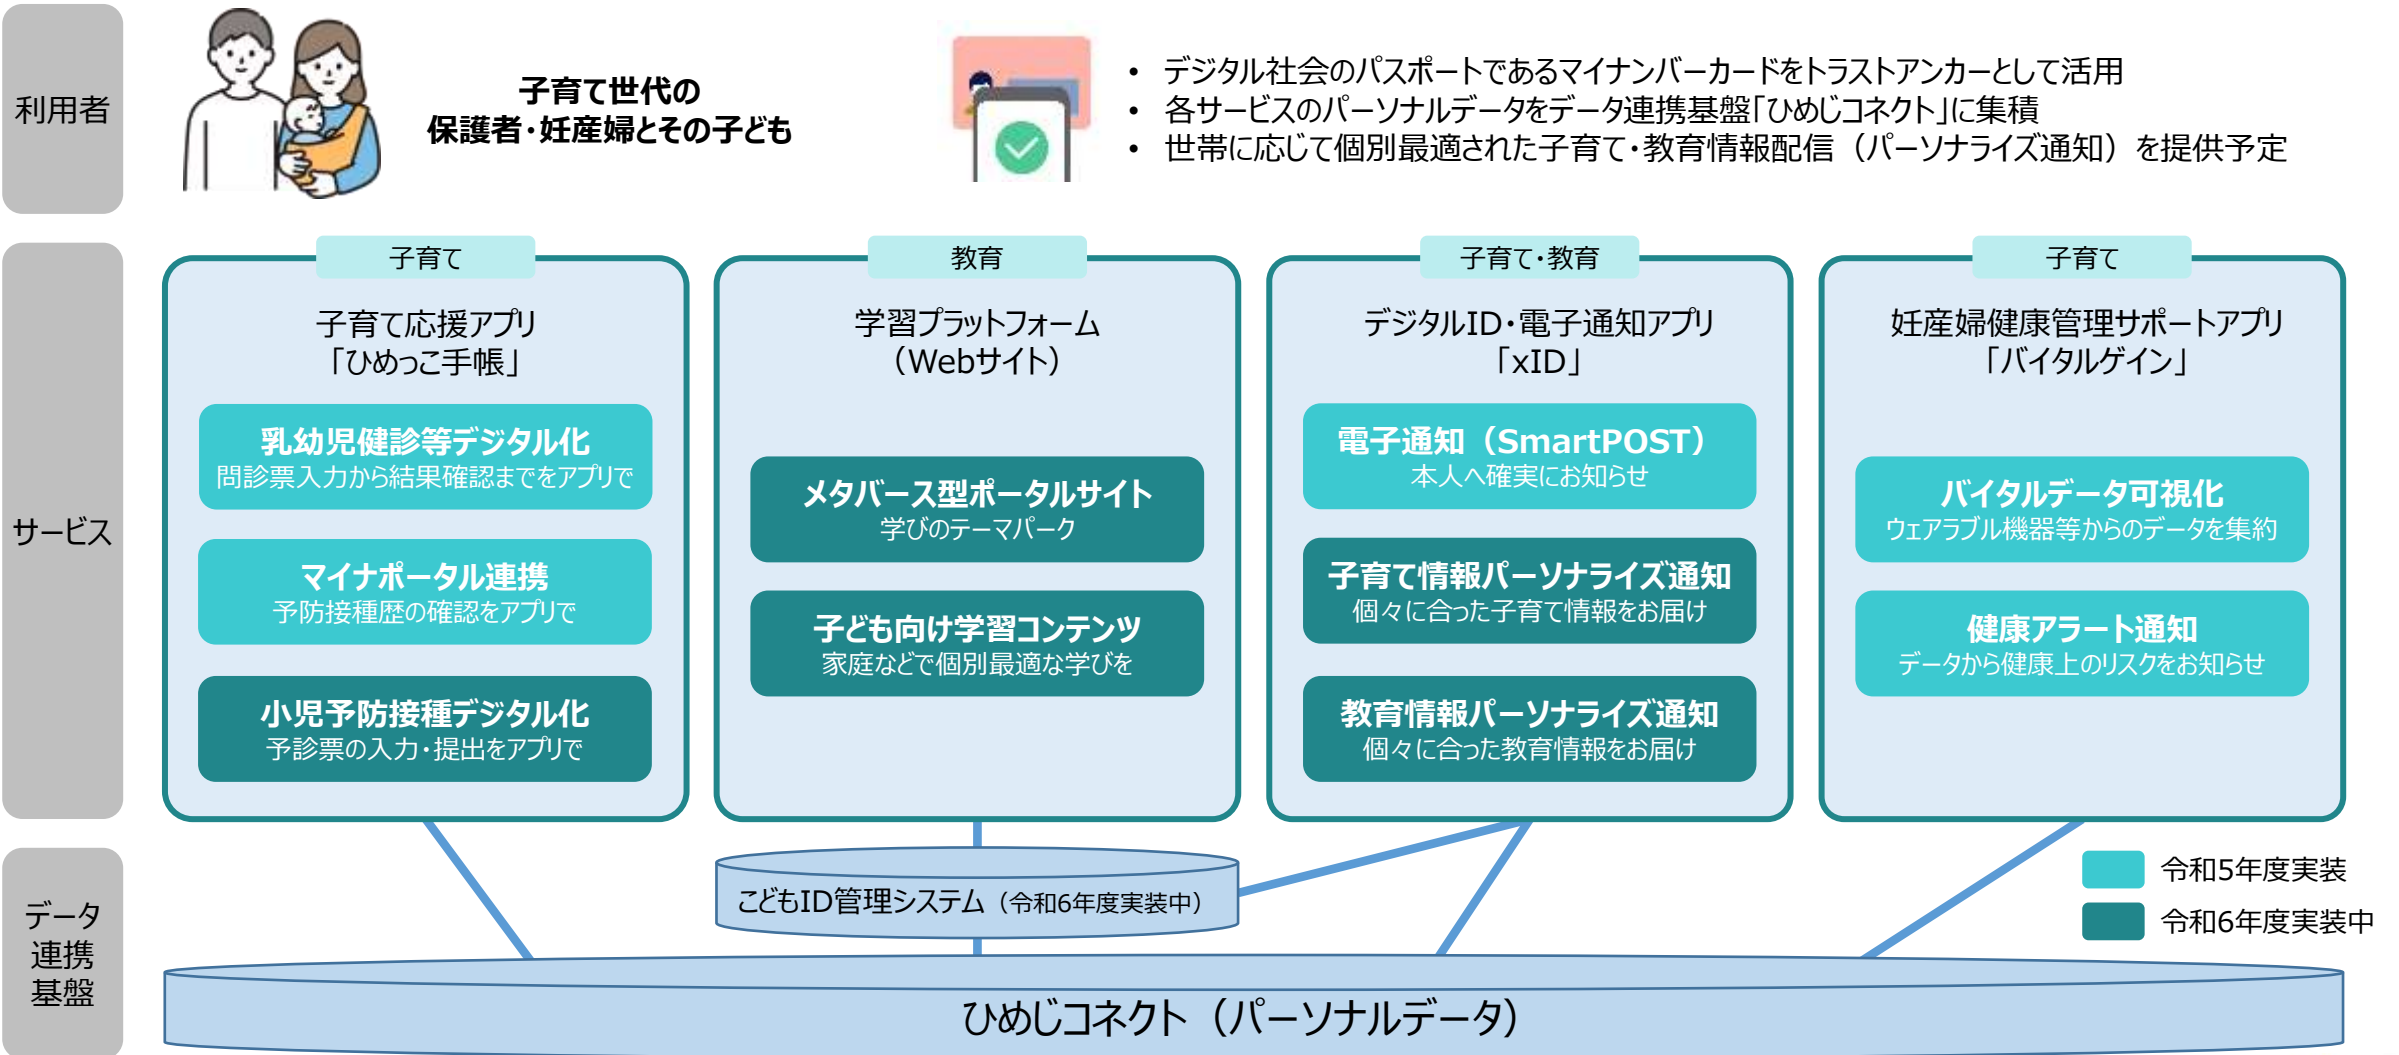 利用者
子育て世代の
保護者・妊産婦とその子ども
• デジタル社会のパスポートであるマイナンバーカードをトラストアンカーとして活用
• 各サービスのパーソナルデータをデータ連携基盤「ひめじコネクト」に集積
• 世帯に応じて個別最適された子育て・教育情報配信（パーソナライズ通知）を提供予定
サービス
子育て
子育て応援アプリ
「ひめっこ手帳」
乳幼児健診等デジタル化
問診票入力から結果確認までをアプリで
マイナポータル連携
予防接種歴の確認をアプリで
小児予防接種デジタル化
予診票の入力・提出をアプリで
教育
学習プラットフォーム
（Webサイト）
メタバース型ポータルサイト
学びのテーマパーク
子ども向け学習コンテンツ
家庭などで個別最適な学びを
子育て・教育
デジタルID・電子通知アプリ
「xID」
電子通知（SmartPOST）
本人へ確実にお知らせ
子育て情報パーソナライズ通知
個々に合った子育て情報をお届け
教育情報パーソナライズ通知
個々に合った教育情報をお届け
子育て
妊産婦健康管理サポートアプリ
「バイタルゲイン」
バイタルデータ可視化
ウェアラブル機器等からのデータを集約
健康アラート通知
データから健康上のリスクをお知らせ
データ
連携
基盤
こどもID管理システム（令和6年度実装中）
令和5年度実装
令和6年度実装中
ひめじコネクト（パーソナルデータ）